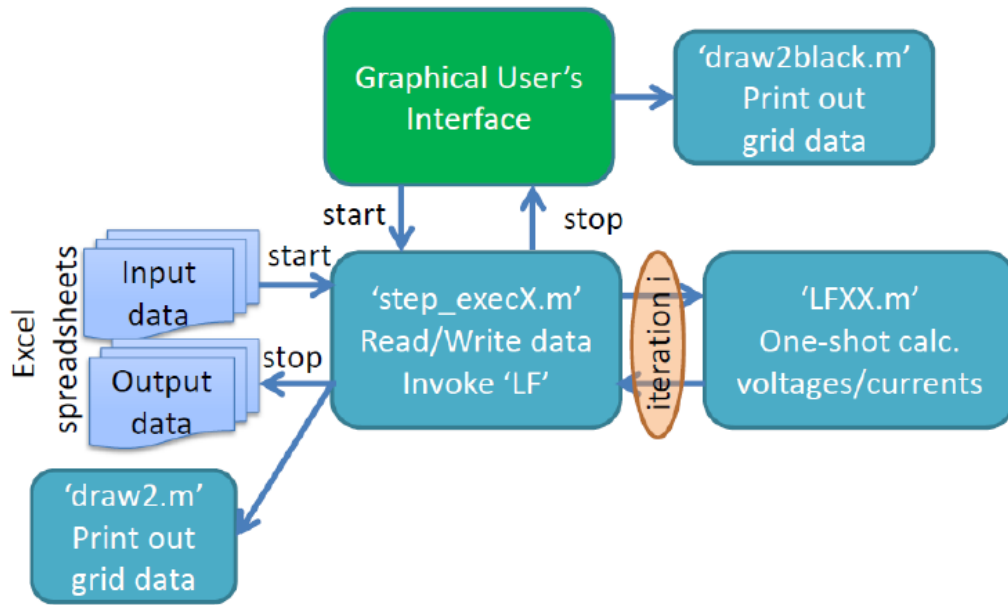 Graphical User's
Interface
'draw2black.m'
Print out
grid data
start
stop
Excel
spreadsheets
Input
data
start
Output
data
stop
'step_execX.m'
Read/Write data
Invoke 'LF'
iteration i
'LFXX.m'
One-shot calc.
voltages/currents
'draw2.m'
Print out
grid data